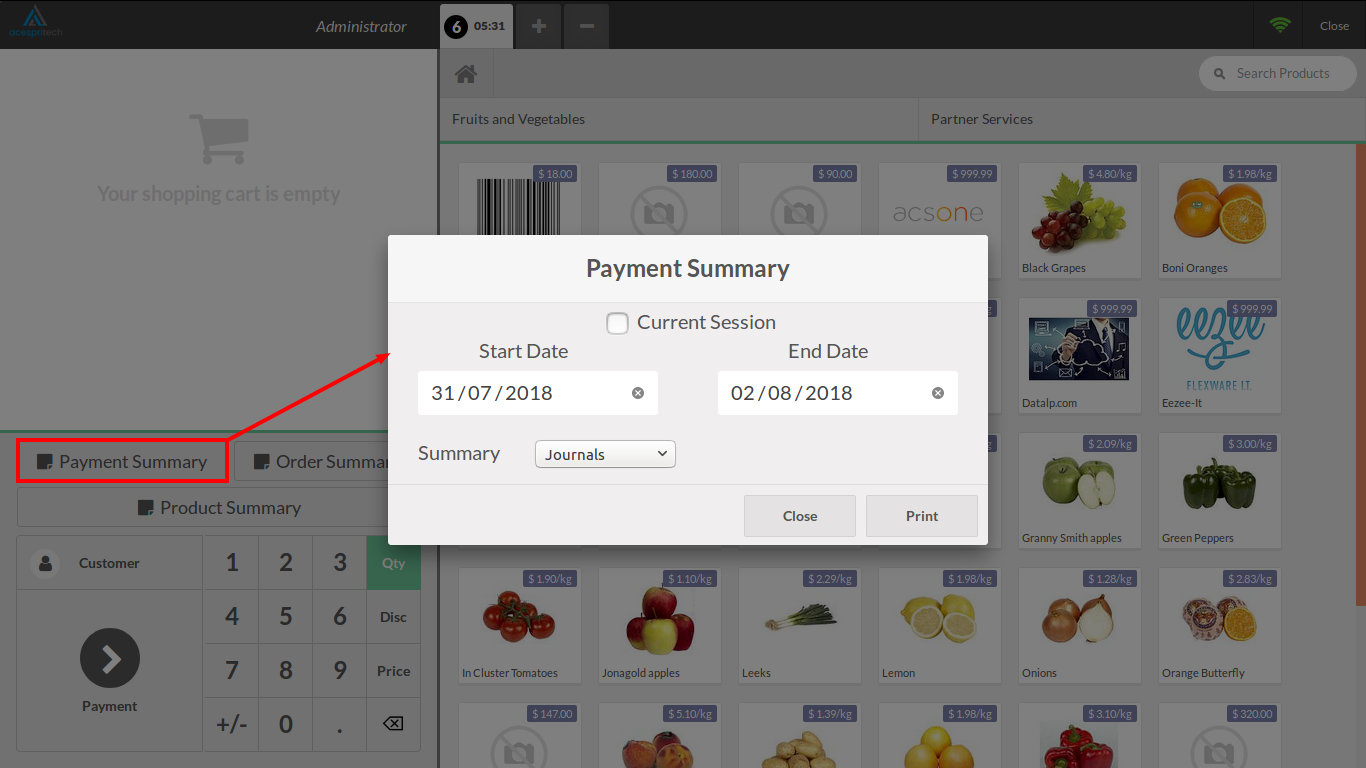 acespritech
Administrator
6 05:31
Close
Search Products
Fruits and Vegetables
Partner Services
Your shopping cart is empty
$ 18.00
$ 180.00
$ 90.00
$ 999.99
$ 4.80/kg
$ 1.98/kg
acsone
Black Grapes
Boni Oranges
Payment Summary
Current Session
Start Date
End Date
31/07/2018
02/08/2018
Summary
Journals
Close
Print
$ 999.99
$ 999.99
eezee
FLEXWARE I.T.
Datalp.com
Eezee-It
$ 2.09/kg
$ 3.00/kg
Granny Smith apples
Green Peppers
Payment Summary
Order Summar
Product Summary
Customer
1
2
3
Qty
4
5
6
Disc
7
8
9
Price
Payment
+/-
0
.
$ 1.90/kg
$ 1.10/kg
$ 2.29/kg
$ 1.98/kg
$ 1.28/kg
$ 2.83/kg
In Cluster Tomatoes
Jonagold apples
Leeks
Lemon
Onions
Orange Butterfly
$ 147.00
$ 5.10/kg
$ 1.39/kg
$ 1.98/kg
$ 3.10/kg
$ 320.00